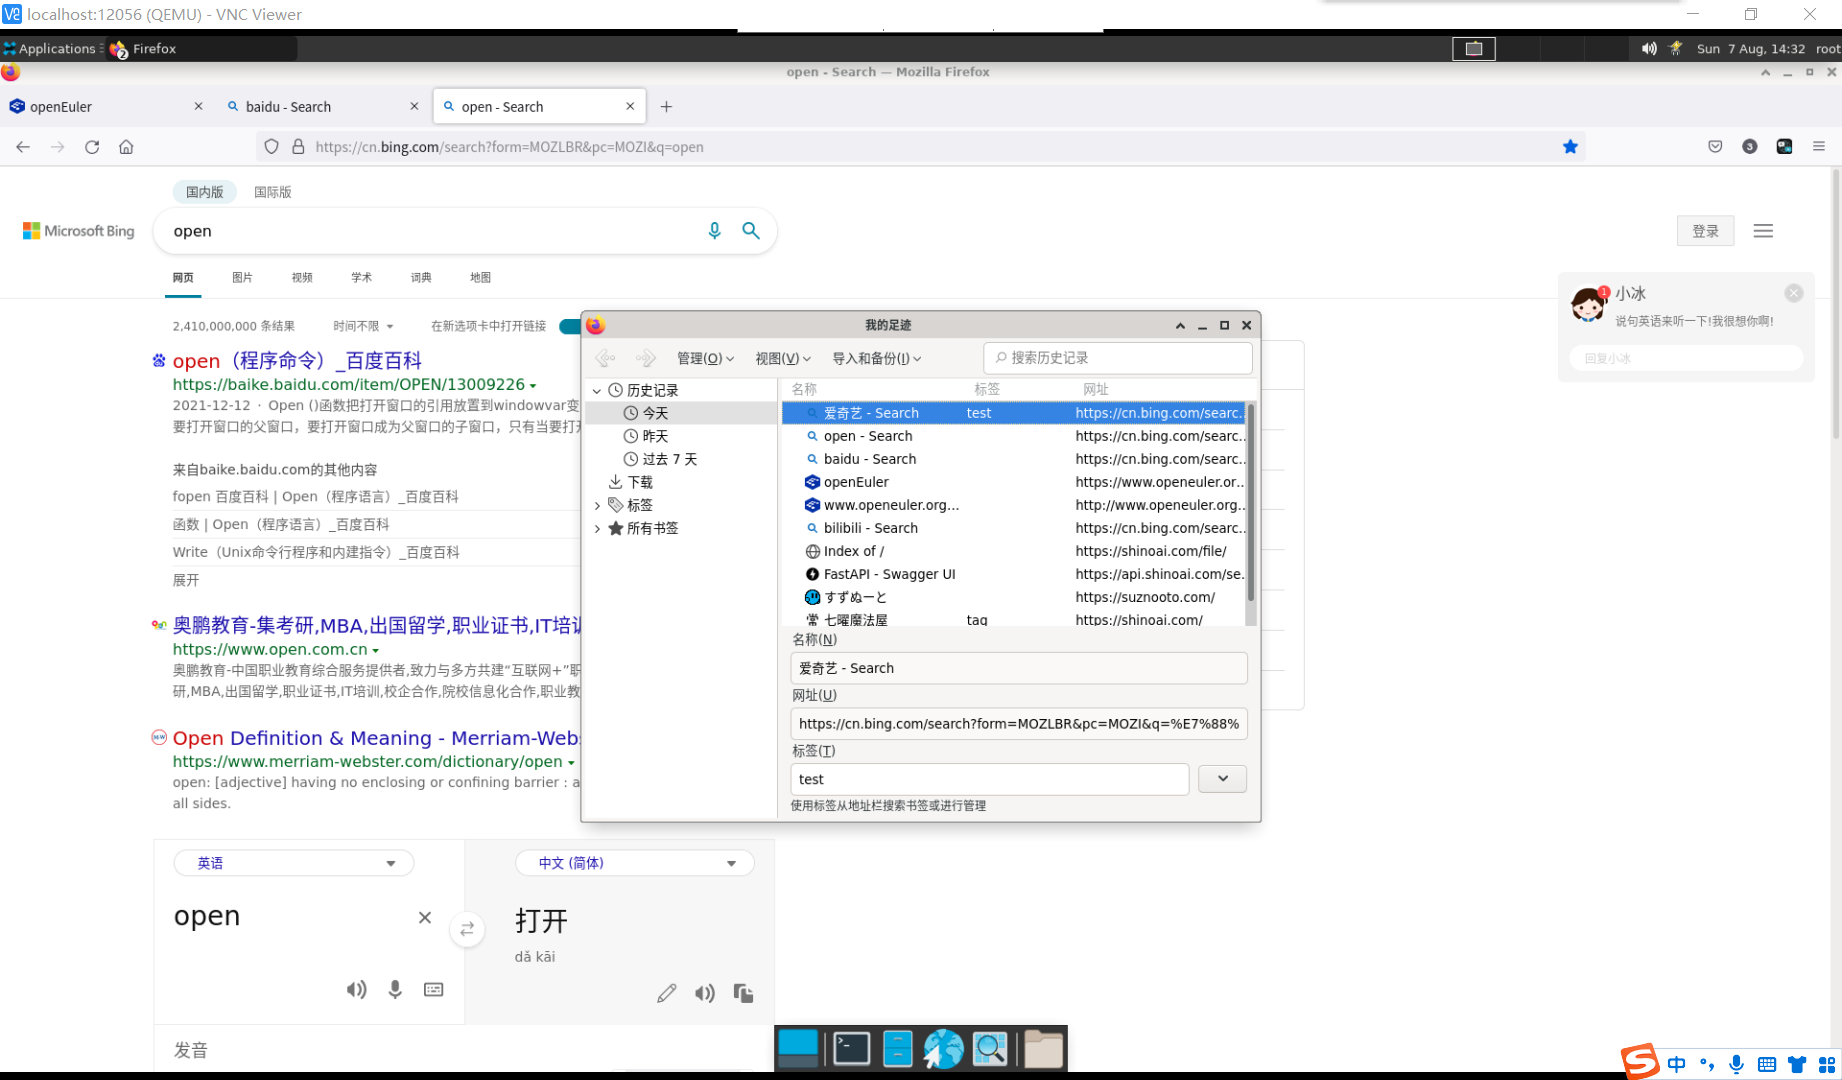 localhost:12056 (QEMU) - VNC Viewer
Applications
2
Firefox
Sun 7 Aug, 14:32 root
open - Search — Mozilla Firefox
openEuler
baidu - Search
open - Search
https://cn.bing.com/search?form=MOZLBR&pc=MOZI&q=open
3
国内版
国际版
Microsoft Bing
open
登录
网页
图片
视频
学术
词典
地图
1
小冰
说句英语来听一下!我很想你啊!
回复小冰
2,410,000,000 条结果
时间不限
在新选项卡中打开链接
open（程序命令）_百度百科
https://baike.baidu.com/item/OPEN/13009226
2021-12-12 · Open ()函数把打开窗口的引用放置到windowvar变
要打开窗口的父窗口，要打开窗口成为父窗口的子窗口，只有当要打开
来自baike.baidu.com的其他内容
fopen 百度百科 | Open（程序语言）_百度百科
函数 | Open（程序语言）_百度百科
Write（Unix命令行程序和内建指令）_百度百科
展开
奥鹏教育-集考研,MBA,出国留学,职业证书,IT培训
https://www.open.com.cn
奥鹏教育-中国职业教育综合服务提供者,致力与多方共建“互联网+”职
研,MBA,出国留学,职业证书,IT培训,校企合作,院校信息化合作,职业教
Open Definition & Meaning - Merriam-Webs
https://www.merriam-webster.com/dictionary/open
open: [adjective] having no enclosing or confining barrier : a
all sides.
英语
中文 (简体)
open
打开
dǎ kāi
发音
我的足迹
管理(O)
视图(V)
导入和备份(I)
搜索历史记录
历史记录
今天
昨天
过去 7 天
下载
标签
所有书签
名称 标签 网址
爱奇艺 - Search test https://cn.bing.com/searc...
open - Search https://cn.bing.com/searc...
baidu - Search https://cn.bing.com/searc...
openEuler https://www.openeuler.or...
www.openeuler.org... http://www.openeuler.org...
bilibili - Search https://cn.bing.com/searc...
Index of / https://shinoai.com/file/
FastAPI - Swagger UI https://api.shinoai.com/se...
すずぬーと https://suznooto.com/
七曜魔法屋 tag https://shinoai.com/
名称(N)
爱奇艺 - Search
网址(U)
https://cn.bing.com/search?form=MOZLBR&pc=MOZI&q=%E7%88%
标签(T)
test
使用标签从地址栏搜索书签或进行管理
中